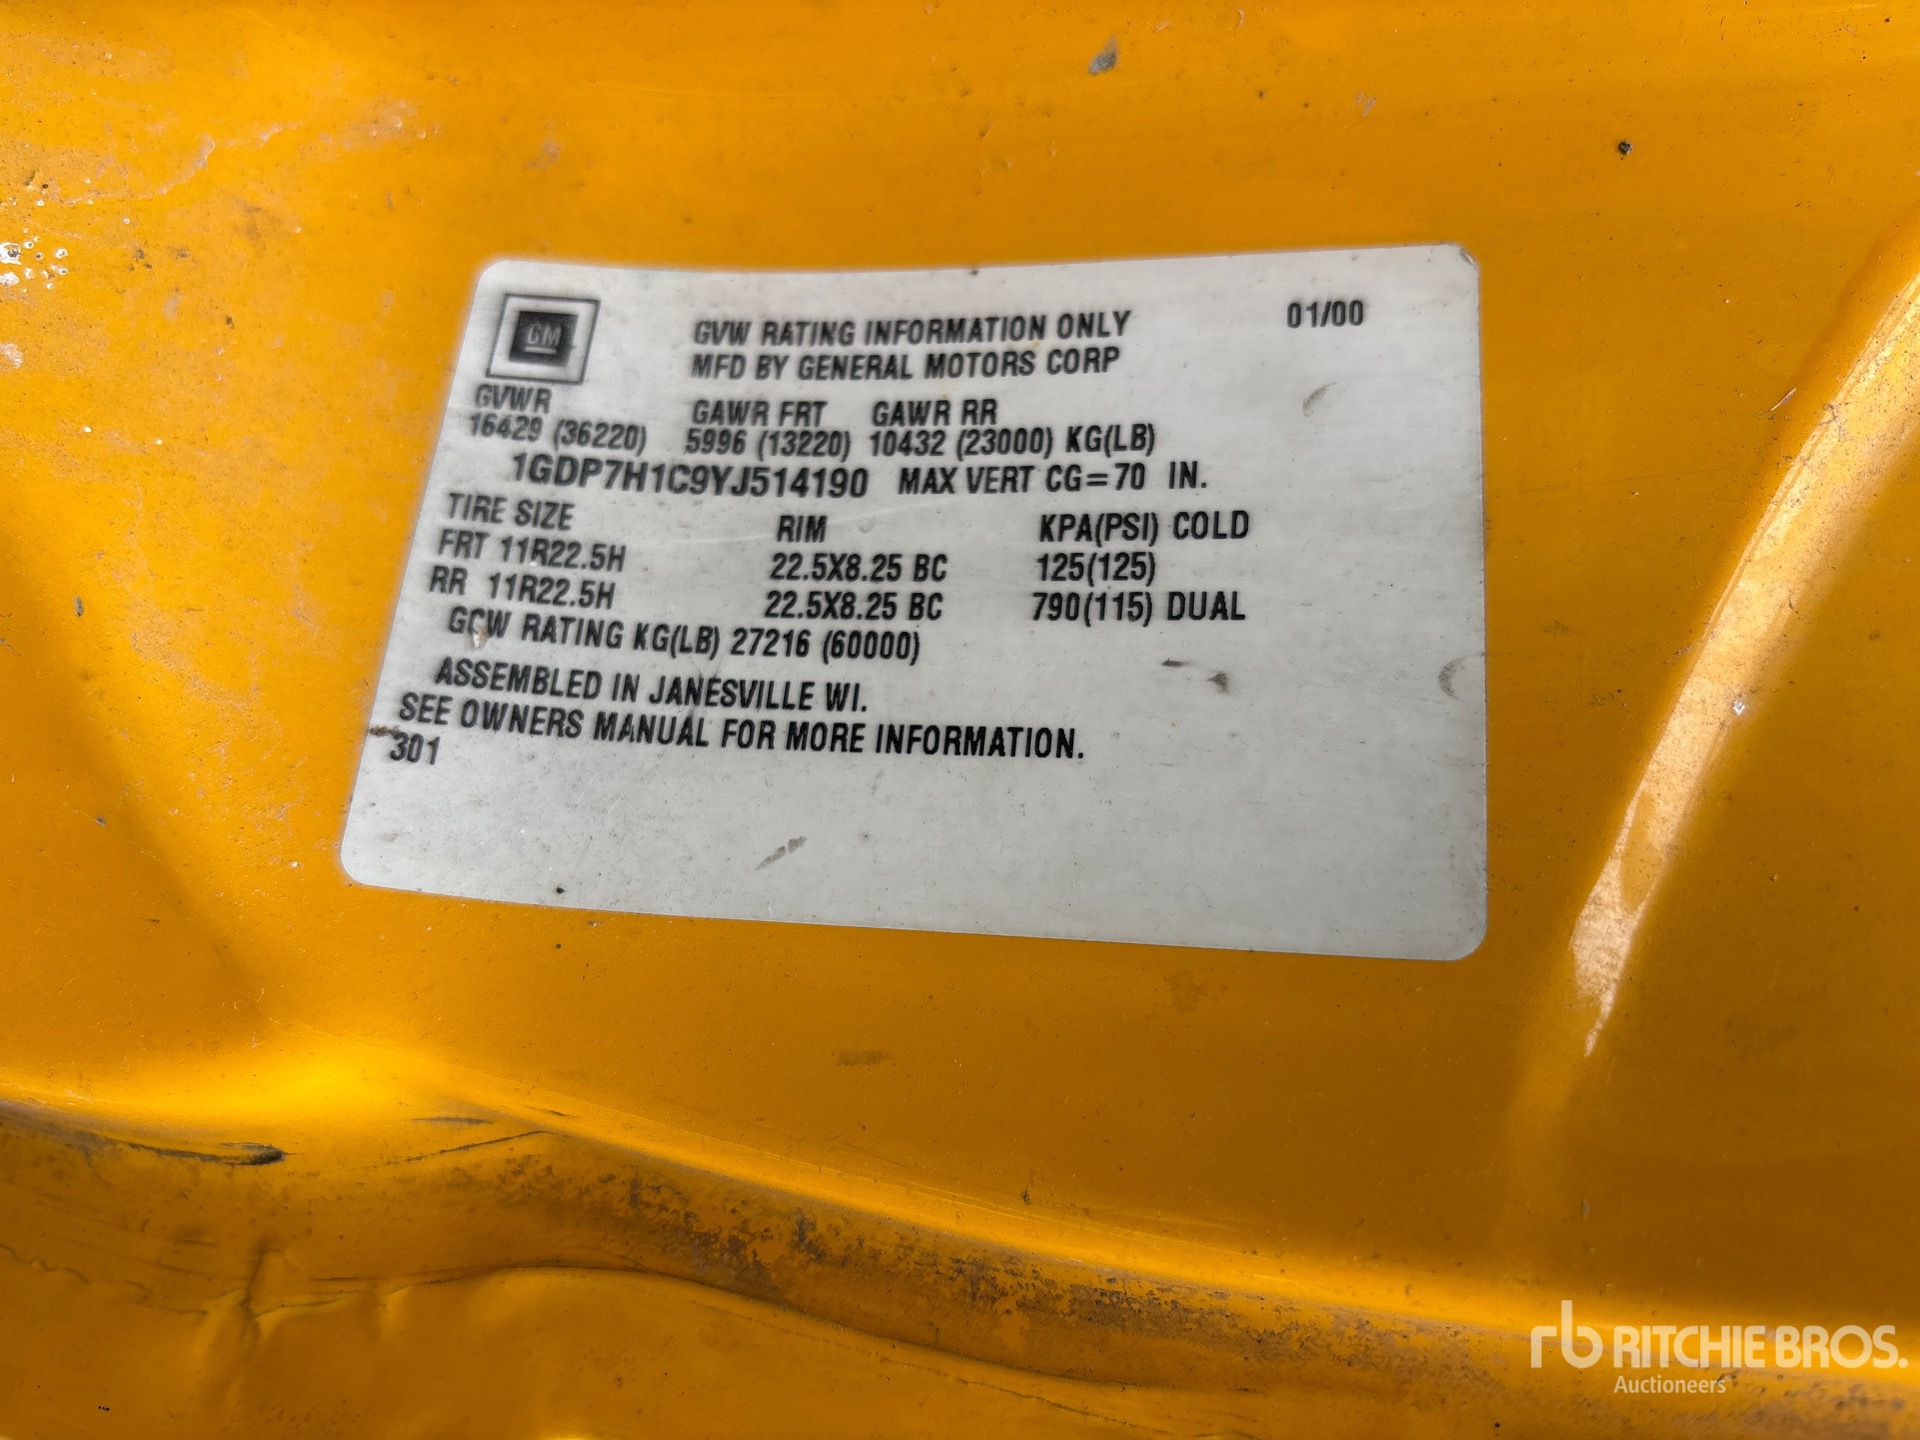 GM
GVW RATING INFORMATION ONLY 01/00
MFD BY GENERAL MOTORS CORP
GVWR GAWR FRT GAWR RR
16429 (36220) 5996 (13220) 10432 (23000) KG(LB)
1GDP7H1C9YJ514190 MAX VERT CG=70 IN.
TIRE SIZE RIM KPA(PSI) COLD
FRT 11R22.5H 22.5X8.25 BC 125(125)
RR 11R22.5H 22.5X8.25 BC 790(115) DUAL
GCW RATING KG(LB) 27216 (60000)
ASSEMBLED IN JANESVILLE WI.
SEE OWNERS MANUAL FOR MORE INFORMATION.
301
rb RITCHIE BROS.
Auctioneers